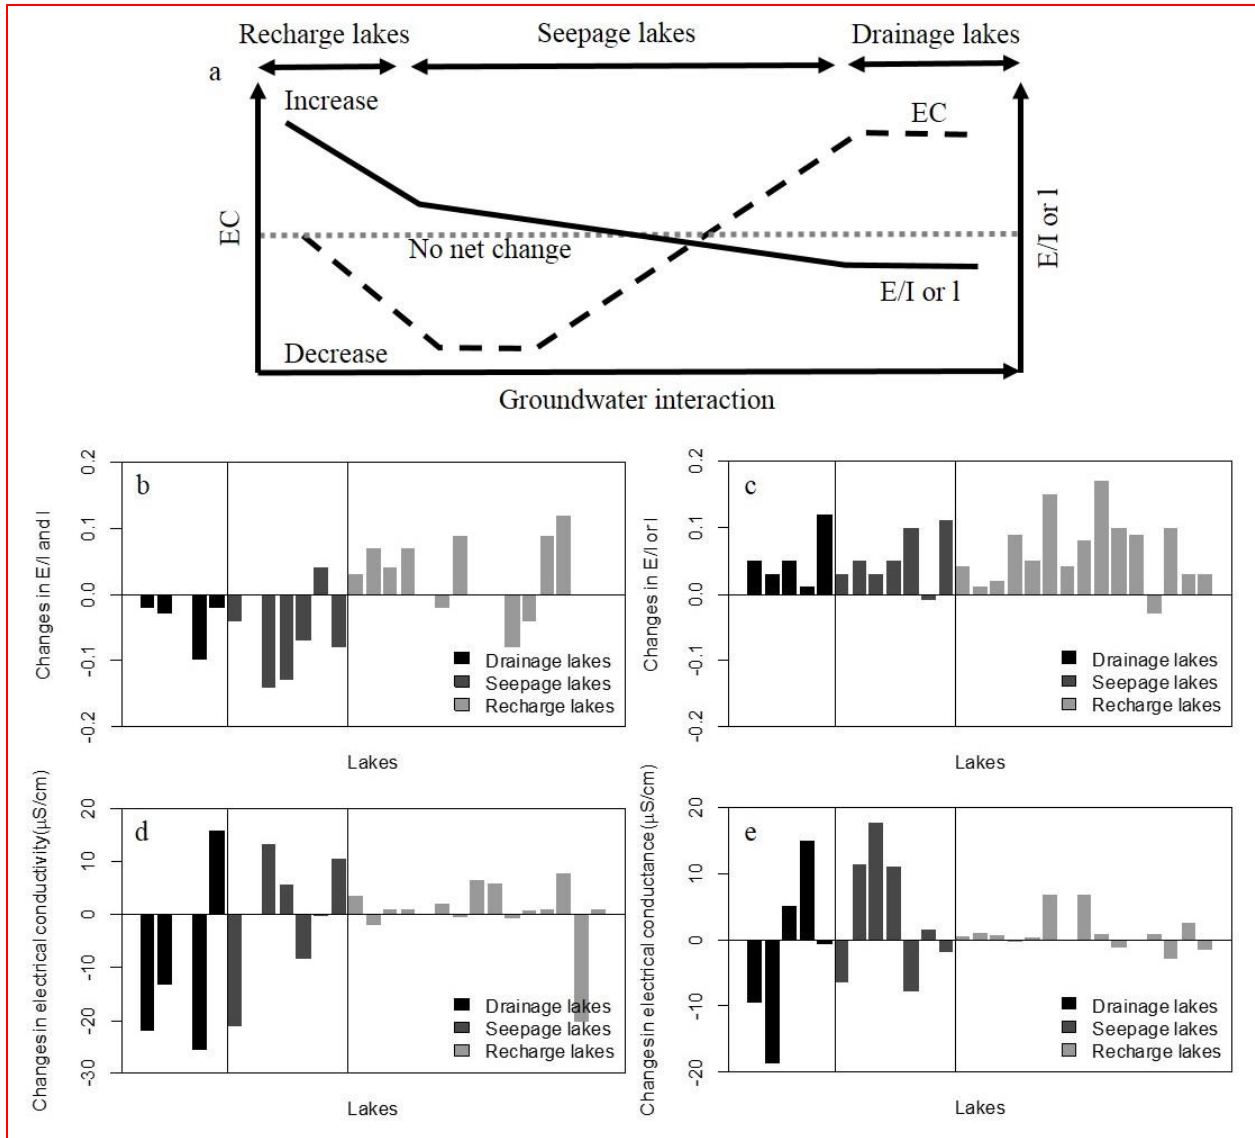 Recharge lakes Seepage lakes Drainage lakes
a
Increase
EC
EC
E/I or l
No net change
E/I or l
Decrease
Groundwater interaction
b
Changes in E/I and l
0.2
0.1
0.0
-0.1
-0.2
Drainage lakes
Seepage lakes
Recharge lakes
Lakes
c
Changes in E/I or l
0.2
0.1
0.0
-0.1
-0.2
Drainage lakes
Seepage lakes
Recharge lakes
Lakes
d
Changes in electrical conductivity(µS/cm)
20
10
0
-10
-20
-30
Drainage lakes
Seepage lakes
Recharge lakes
Lakes
e
Changes in electrical conductance(µS/cm)
20
10
0
-10
-20
Drainage lakes
Seepage lakes
Recharge lakes
Lakes